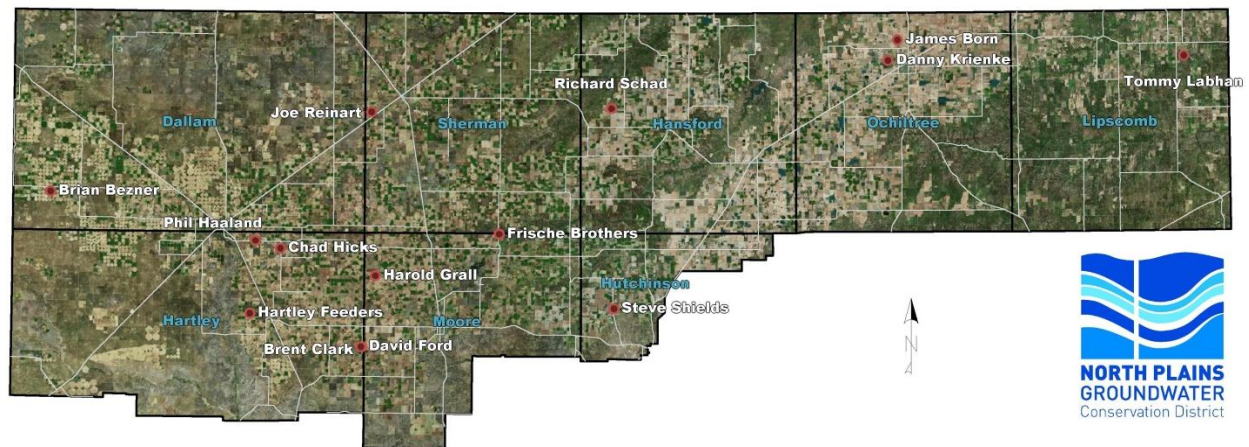 James Born
Danny Krienke
Tommy Labhan
Richard Schad
Joe Reinart
Dallam
Sherman
Hansford
Ochiltree
Lipscomb
Brian Bezner
Phil Haaland
Chad Hicks
Frische Brothers
Harold Grall
Hutchinson
Steve Shields
Hartley
Hartley Feeders
Moore
Brent Clark
David Ford
N
NORTH PLAINS
GROUNDWATER
Conservation District